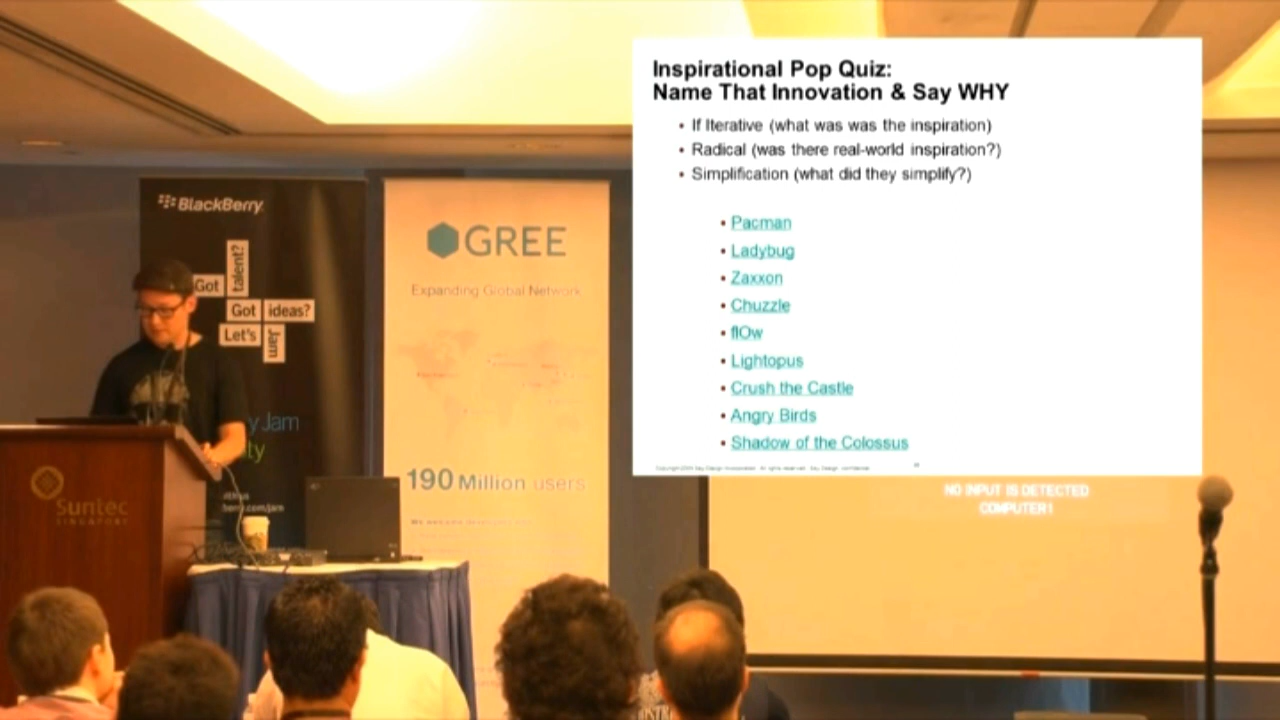 Inspirational Pop Quiz:
Name That Innovation & Say WHY
• If Iterative (what was was the inspiration)
• Radical (was there real-world inspiration?)
• Simplification (what did they simplify?)
• Pacman
• Ladybug
• Zaxxon
• Chuzzle
• flOw
• Lightopus
• Crush the Castle
• Angry Birds
• Shadow of the Colossus
NO INPUT IS DETECTED
COMPUTER1
BlackBerry
Got
talent?
Got ideas?
Let's
Jam
y Jam
ty
GREE
Expanding Global Network
190 Million users
Suntec
SINGAPORE